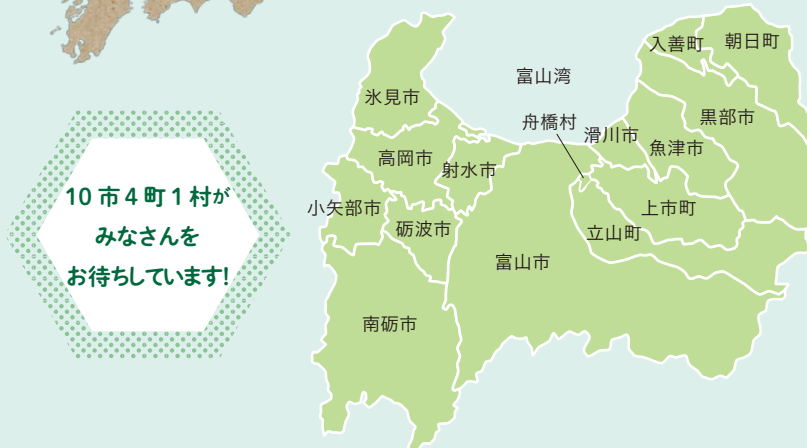 入善町
朝日町
富山湾
氷見市
黒部市
舟橋村
滑川市
魚津市
高岡市
射水市
10市4町1村が
みなさんを
お待ちしています!
小矢部市
砺波市
上市町
立山町
富山市
南砺市